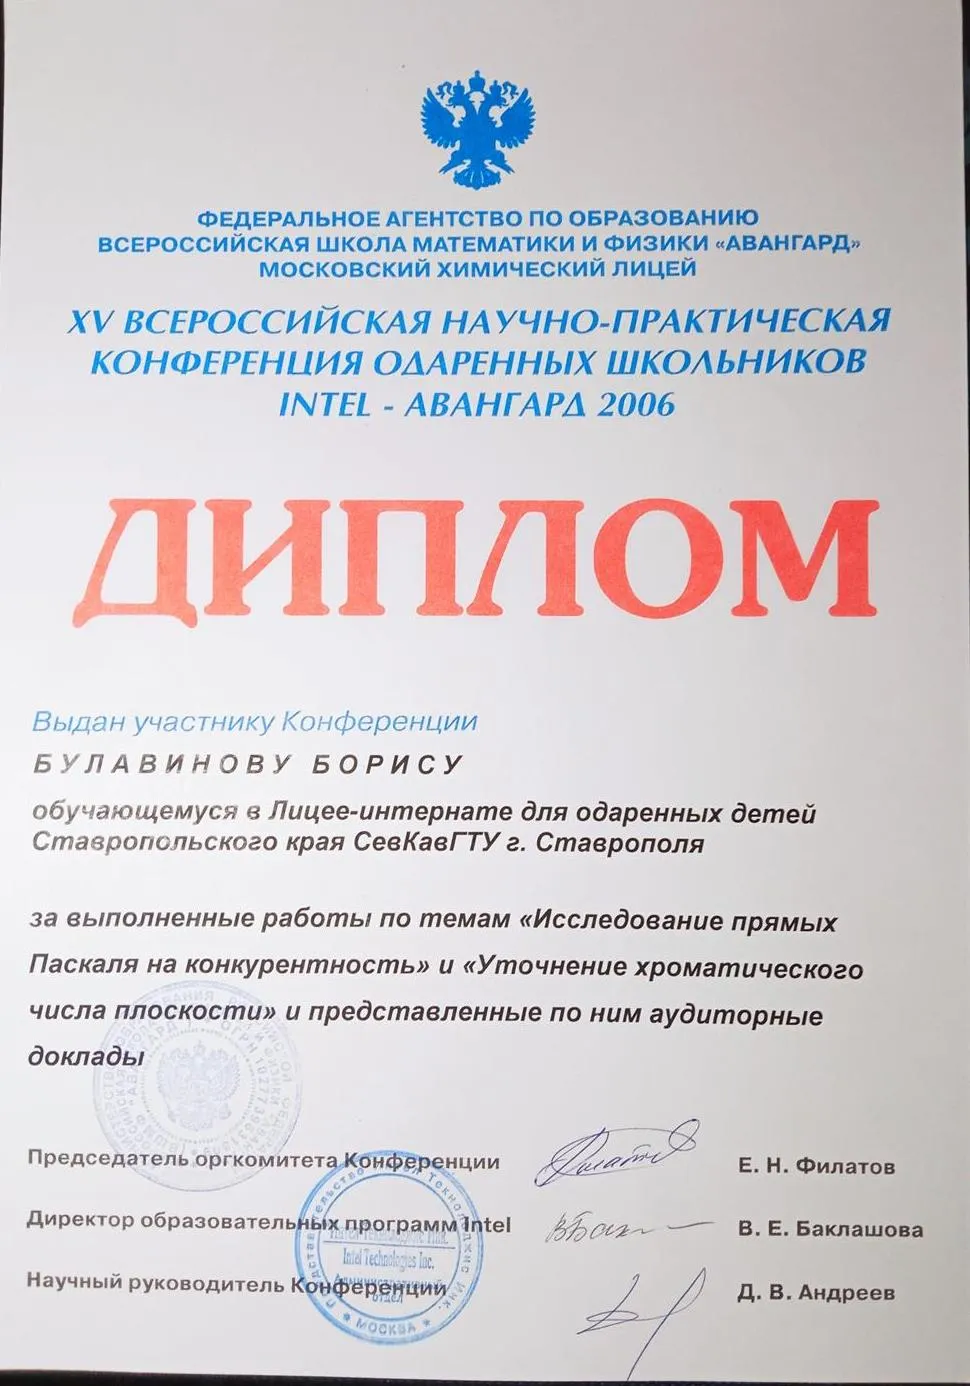 ФЕДЕРАЛЬНОЕ АГЕНТСТВО ПО ОБРАЗОВАНИЮ
ВСЕРОССИЙСКАЯ ШКОЛА МАТЕМАТИКИ И ФИЗИКИ «АВАНГАРД»
МОСКОВСКИЙ ХИМИЧЕСКИЙ ЛИЦЕЙ
XV ВСЕРОССИЙСКАЯ НАУЧНО-ПРАКТИЧЕСКАЯ
КОНФЕРЕНЦИЯ ОДАРЕННЫХ ШКОЛЬНИКОВ
INTEL - АВАНГАРД 2006
ДИПЛОМ
Выдан участнику Конференции
БУЛАВИНОВУ БОРИСУ
обучающемуся в Лицее-интернате для одаренных детей
Ставропольского края СевКавГТУ г. Ставрополя
за выполненные работы по темам «Исследование прямых
Паскаля на конкурентность» и «Уточнение хроматического
числа плоскости» и представленные по ним аудиторные
доклады
Председатель оргкомитета Конференции Е. Н. Филатов
Директор образовательных программ Intel В. Е. Баклашова
Научный руководитель Конференции Д. В. Андреев
Intel Technologies Inc.
Административный
отдел
МОСКВА